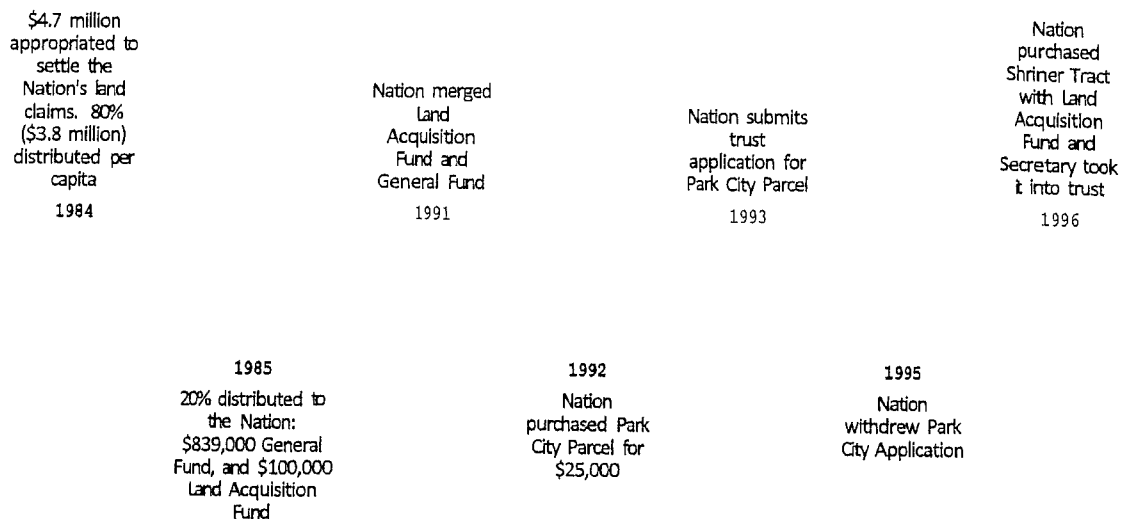 $4.7 million
appropriated to
settle the
Nation's land
claims. 80%
($3.8 million)
distributed per
capita
1984
Nation merged
Land
Acquisition
Fund and
General Fund
1991
Nation submits
trust
application for
Park City Parcel
1993
Nation
purchased
Shriner Tract
with Land
Acquisition
Fund and
Secretary took
it into trust
1996
1985
20% distributed to
the Nation:
$839,000 General
Fund, and $100,000
Land Acquisition
Fund
1992
Nation
purchased Park
City Parcel for
$25,000
1995
Nation
withdrew Park
City Application